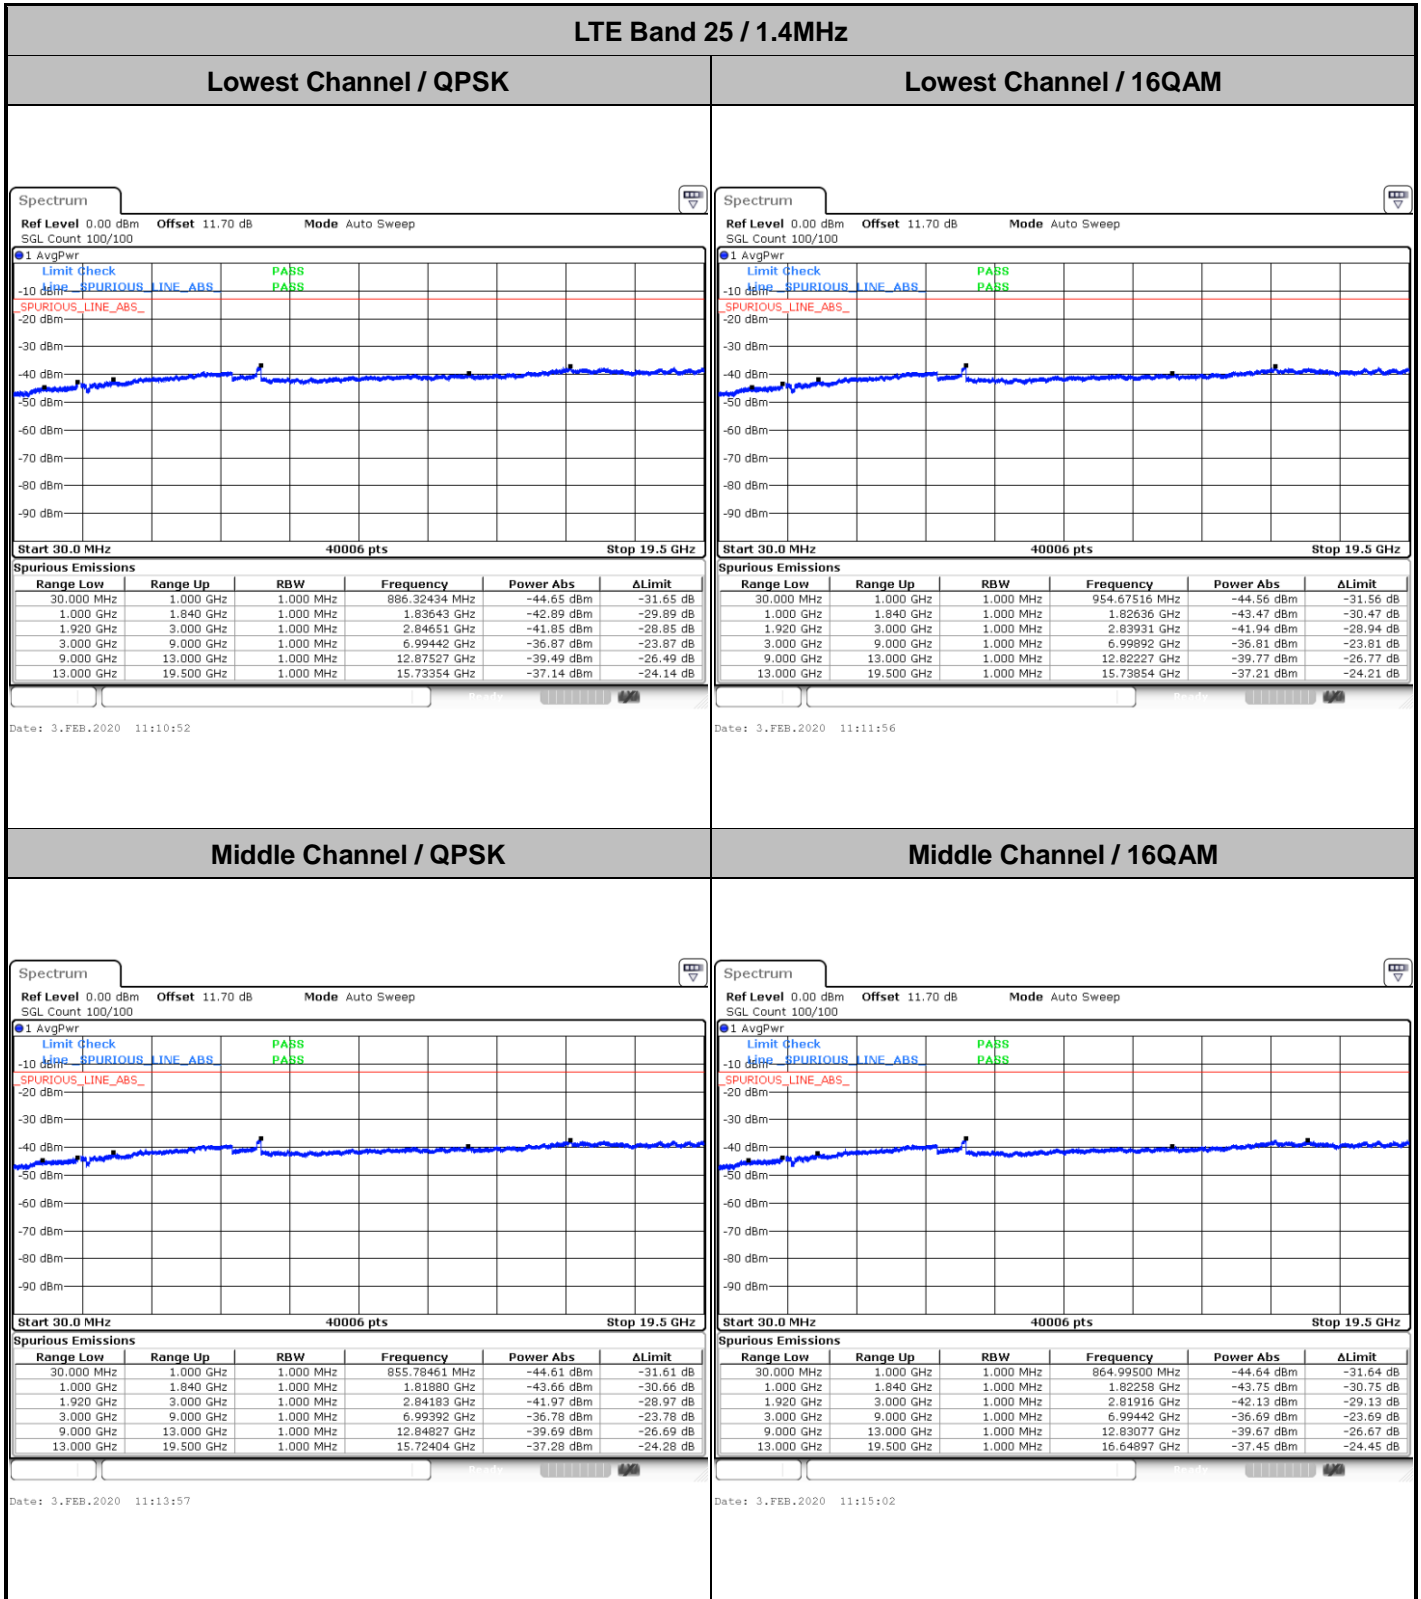 LTE Band 25 / 1.4MHz
Lowest Channel / QPSK
Lowest Channel / 16QAM
Spectrum
Ref Level 0.00 dBm Offset 11.70 dB Mode Auto Sweep
SGL Count 100/100
1 AvgPwr
Limit Check PASS
-10 dBm Line _SPURIOUS_LINE_ABS_ PASS
_SPURIOUS_LINE_ABS_
-20 dBm
-30 dBm
-40 dBm
-50 dBm
-60 dBm
-70 dBm
-80 dBm
-90 dBm
Start 30.0 MHz 40006 pts Stop 19.5 GHz
Spurious Emissions
Range Low Range Up RBW Frequency Power Abs ΔLimit
30.000 MHz 1.000 GHz 1.000 MHz 886.32434 MHz -44.65 dBm -31.65 dB
1.000 GHz 1.840 GHz 1.000 MHz 1.83643 GHz -42.89 dBm -29.89 dB
1.920 GHz 3.000 GHz 1.000 MHz 2.84651 GHz -41.85 dBm -28.85 dB
3.000 GHz 9.000 GHz 1.000 MHz 6.99442 GHz -36.87 dBm -23.87 dB
9.000 GHz 13.000 GHz 1.000 MHz 12.87527 GHz -39.49 dBm -26.49 dB
13.000 GHz 19.500 GHz 1.000 MHz 15.73354 GHz -37.14 dBm -24.14 dB
Ready
Date: 3.FEB.2020 11:10:52
Spectrum
Ref Level 0.00 dBm Offset 11.70 dB Mode Auto Sweep
SGL Count 100/100
1 AvgPwr
Limit Check PASS
-10 dBm Line _SPURIOUS_LINE_ABS_ PASS
_SPURIOUS_LINE_ABS_
-20 dBm
-30 dBm
-40 dBm
-50 dBm
-60 dBm
-70 dBm
-80 dBm
-90 dBm
Start 30.0 MHz 40006 pts Stop 19.5 GHz
Spurious Emissions
Range Low Range Up RBW Frequency Power Abs ΔLimit
30.000 MHz 1.000 GHz 1.000 MHz 954.67516 MHz -44.56 dBm -31.56 dB
1.000 GHz 1.840 GHz 1.000 MHz 1.82636 GHz -43.47 dBm -30.47 dB
1.920 GHz 3.000 GHz 1.000 MHz 2.83931 GHz -41.94 dBm -28.94 dB
3.000 GHz 9.000 GHz 1.000 MHz 6.99892 GHz -36.81 dBm -23.81 dB
9.000 GHz 13.000 GHz 1.000 MHz 12.82227 GHz -39.77 dBm -26.77 dB
13.000 GHz 19.500 GHz 1.000 MHz 15.73854 GHz -37.21 dBm -24.21 dB
Ready
Date: 3.FEB.2020 11:11:56
Middle Channel / QPSK
Middle Channel / 16QAM
Spectrum
Ref Level 0.00 dBm Offset 11.70 dB Mode Auto Sweep
SGL Count 100/100
1 AvgPwr
Limit Check PASS
-10 dBm Line _SPURIOUS_LINE_ABS_ PASS
_SPURIOUS_LINE_ABS_
-20 dBm
-30 dBm
-40 dBm
-50 dBm
-60 dBm
-70 dBm
-80 dBm
-90 dBm
Start 30.0 MHz 40006 pts Stop 19.5 GHz
Spurious Emissions
Range Low Range Up RBW Frequency Power Abs ΔLimit
30.000 MHz 1.000 GHz 1.000 MHz 855.78461 MHz -44.61 dBm -31.61 dB
1.000 GHz 1.840 GHz 1.000 MHz 1.81880 GHz -43.66 dBm -30.66 dB
1.920 GHz 3.000 GHz 1.000 MHz 2.84183 GHz -41.97 dBm -28.97 dB
3.000 GHz 9.000 GHz 1.000 MHz 6.99392 GHz -36.78 dBm -23.78 dB
9.000 GHz 13.000 GHz 1.000 MHz 12.84827 GHz -39.69 dBm -26.69 dB
13.000 GHz 19.500 GHz 1.000 MHz 15.72404 GHz -37.28 dBm -24.28 dB
Ready
Date: 3.FEB.2020 11:13:57
Spectrum
Ref Level 0.00 dBm Offset 11.70 dB Mode Auto Sweep
SGL Count 100/100
1 AvgPwr
Limit Check PASS
-10 dBm Line _SPURIOUS_LINE_ABS_ PASS
_SPURIOUS_LINE_ABS_
-20 dBm
-30 dBm
-40 dBm
-50 dBm
-60 dBm
-70 dBm
-80 dBm
-90 dBm
Start 30.0 MHz 40006 pts Stop 19.5 GHz
Spurious Emissions
Range Low Range Up RBW Frequency Power Abs ΔLimit
30.000 MHz 1.000 GHz 1.000 MHz 864.99500 MHz -44.64 dBm -31.64 dB
1.000 GHz 1.840 GHz 1.000 MHz 1.82258 GHz -43.75 dBm -30.75 dB
1.920 GHz 3.000 GHz 1.000 MHz 2.81916 GHz -42.13 dBm -29.13 dB
3.000 GHz 9.000 GHz 1.000 MHz 6.99442 GHz -36.69 dBm -23.69 dB
9.000 GHz 13.000 GHz 1.000 MHz 12.83077 GHz -39.67 dBm -26.67 dB
13.000 GHz 19.500 GHz 1.000 MHz 16.64897 GHz -37.45 dBm -24.45 dB
Ready
Date: 3.FEB.2020 11:15:02